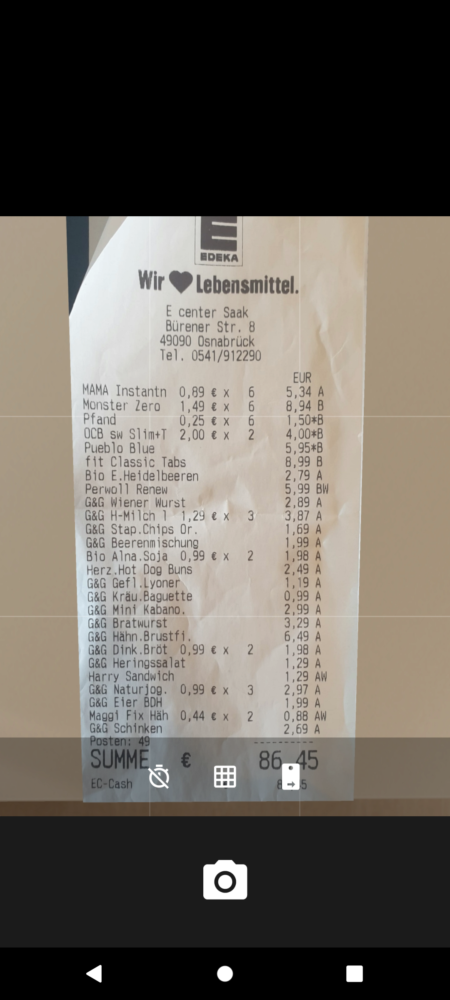 EDEKA
Wir ❤ Lebensmittel.
E center Saak
Bürener Str. 8
49090 Osnabrück
Tel. 0541/912290
EUR
MAMA Instantn 0,89 € x 6 5,34 A
Monster Zero 1,49 € x 6 8,94 B
Pfand 0,25 € x 6 1,50*B
OCB sw Slim+T 2,00 € x 2 4,00*B
Pueblo Blue 5,95*B
fit Classic Tabs 8,99 B
Bio E.Heidelbeeren 2,79 A
Perwoll Renew 5,99 BW
G&G Wiener Wurst 2,89 A
G&G H-Milch 1 1,29 € x 3 3,87 A
G&G Stap.Chips Or. 1,69 A
G&G Beerenmischung 1,99 A
Bio Alna.Soja 0,99 € x 2 1,98 A
Herz.Hot Dog Buns 2,49 A
G&G Gefl.Lyoner 1,19 A
G&G Kräu.Baguette 0,99 A
G&G Mini Kabano. 2,99 A
G&G Bratwurst 3,29 A
G&G Hähn.Brustfi. 6,49 A
G&G Dink.Bröt 0,99 € x 2 1,98 A
G&G Heringssalat 1,29 A
Harry Sandwich 1,29 AW
G&G Naturjog. 0,99 € x 3 2,97 A
G&G Eier BDH 1,99 A
Maggi Fix Häh 0,44 € x 2 0,88 AW
G&G Schinken 2,69 A
Posten: 49
----------
SUMME € 86,45
EC-Cash